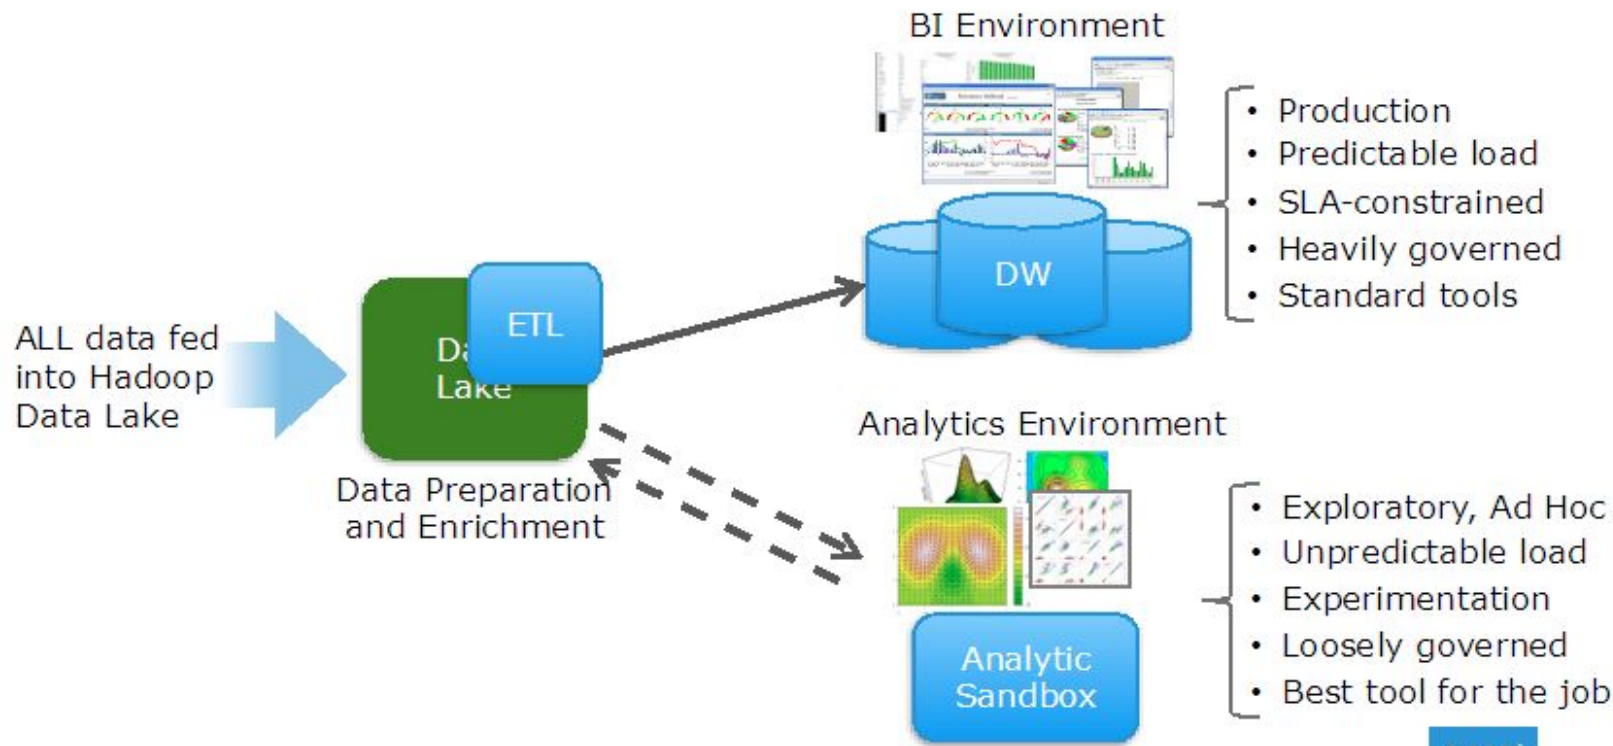 BI Environment
• Production
• Predictable load
• SLA-constrained
• Heavily governed
• Standard tools
DW
ETL
Da
Lake
ALL data fed
into Hadoop
Data Lake
Data Preparation
and Enrichment
Analytics Environment
• Exploratory, Ad Hoc
• Unpredictable load
• Experimentation
• Loosely governed
• Best tool for the job
Analytic
Sandbox